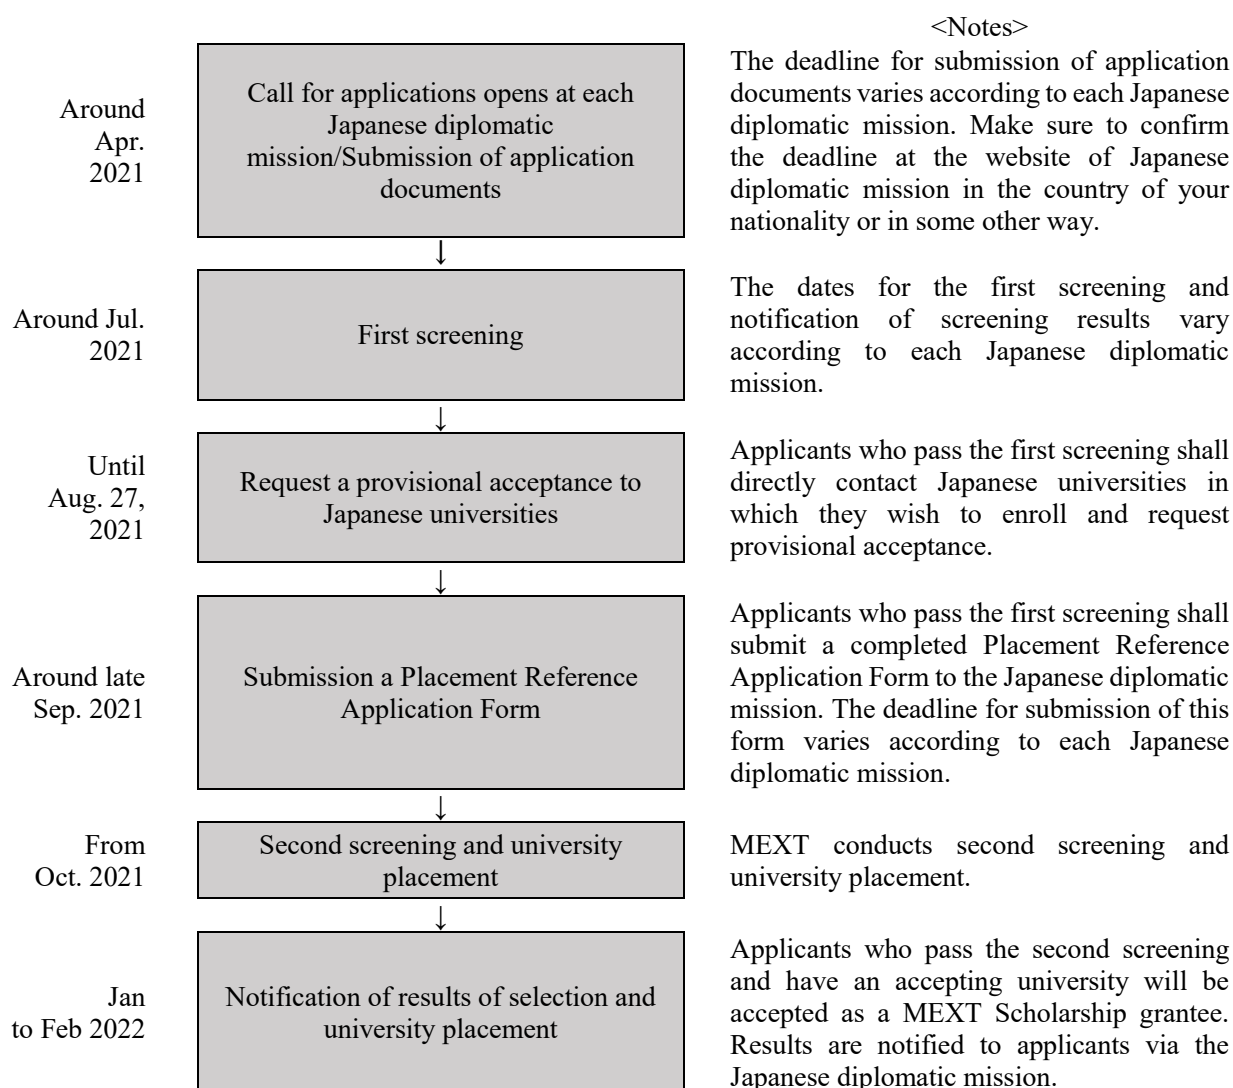 <Notes>
Around
Apr.
2021
Call for applications opens at each
Japanese diplomatic
mission/Submission of application
documents
The deadline for submission of application
documents varies according to each Japanese
diplomatic mission. Make sure to confirm
the deadline at the website of Japanese
diplomatic mission in the country of your
nationality or in some other way.
↓
Around Jul.
2021
First screening
The dates for the first screening and
notification of screening results vary
according to each Japanese diplomatic
mission.
↓
Until
Aug. 27,
2021
Request a provisional acceptance to
Japanese universities
Applicants who pass the first screening shall
directly contact Japanese universities in
which they wish to enroll and request
provisional acceptance.
↓
Around late
Sep. 2021
Submission a Placement Reference
Application Form
Applicants who pass the first screening shall
submit a completed Placement Reference
Application Form to the Japanese diplomatic
mission. The deadline for submission of this
form varies according to each Japanese
diplomatic mission.
↓
From
Oct. 2021
Second screening and university
placement
MEXT conducts second screening and
university placement.
↓
Jan
to Feb 2022
Notification of results of selection and
university placement
Applicants who pass the second screening
and have an accepting university will be
accepted as a MEXT Scholarship grantee.
Results are notified to applicants via the
Japanese diplomatic mission.